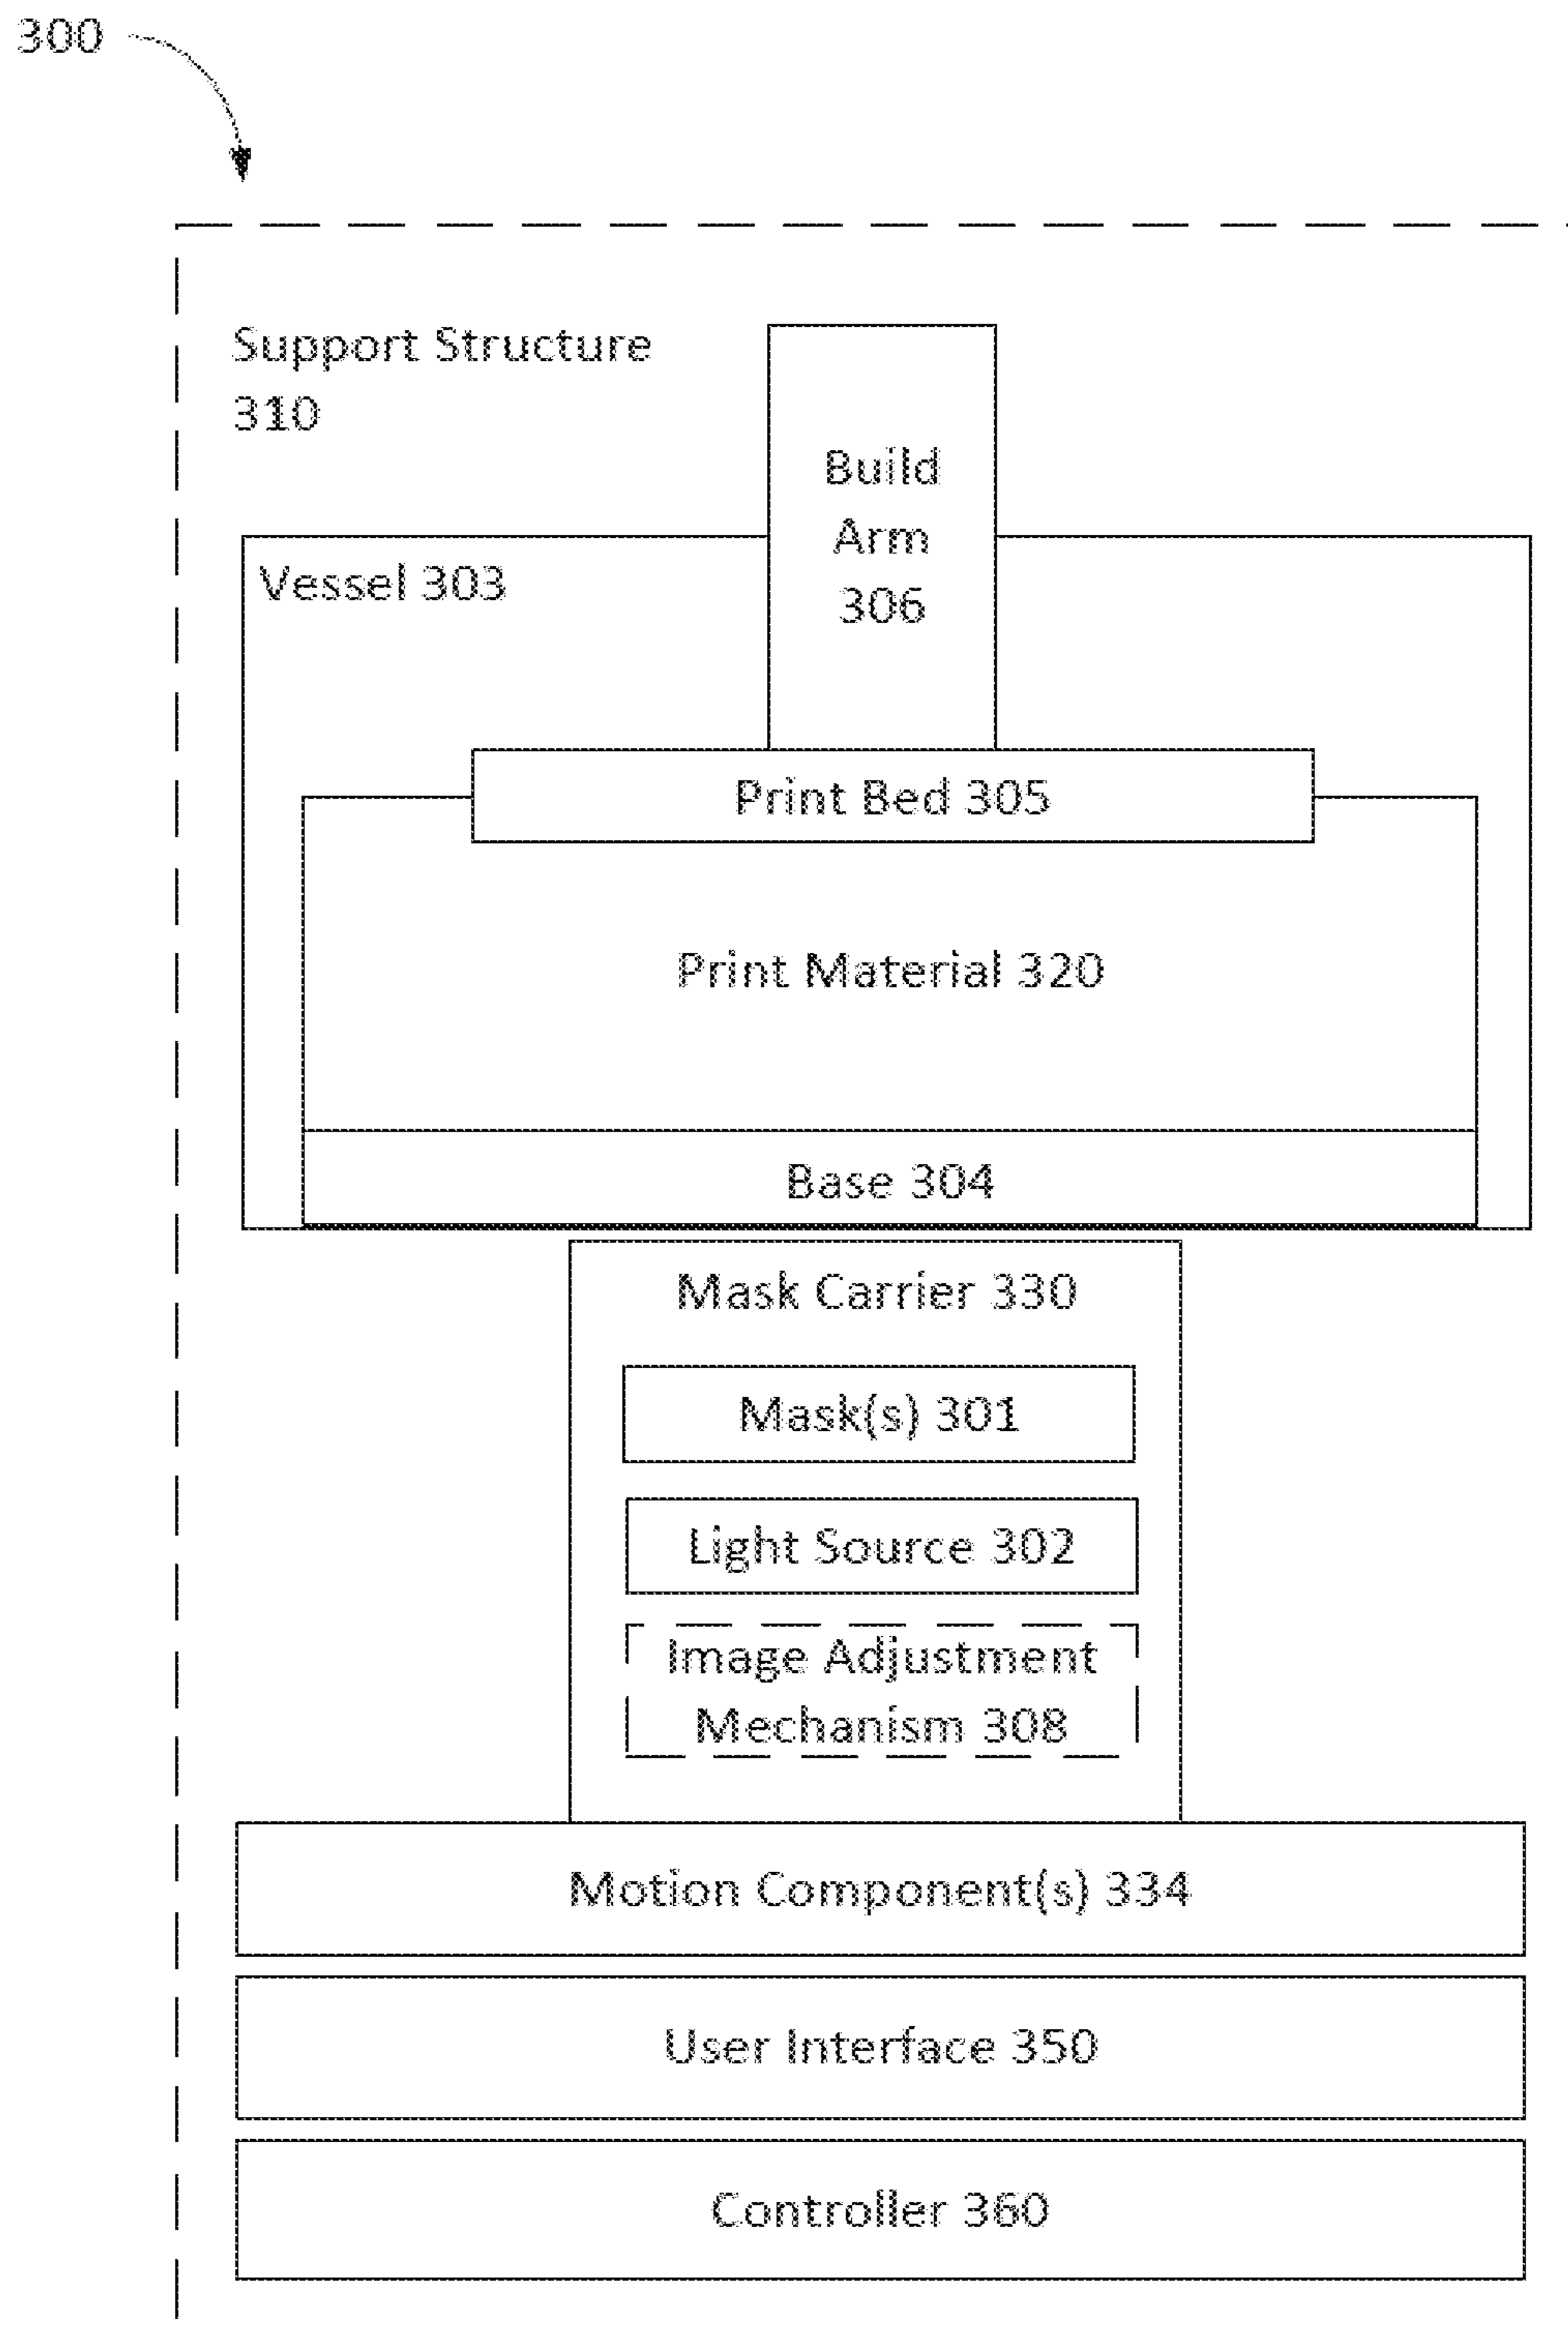 300
Support Structure
310
Build
Arm
306
Vessel 303
Print Bed 305
Print Material 320
Base 304
Mask Carrier 330
Mask(s) 301
Light Source 302
Image Adjustment
Mechanism 308
Motion Component(s) 334
User Interface 350
Controller 360